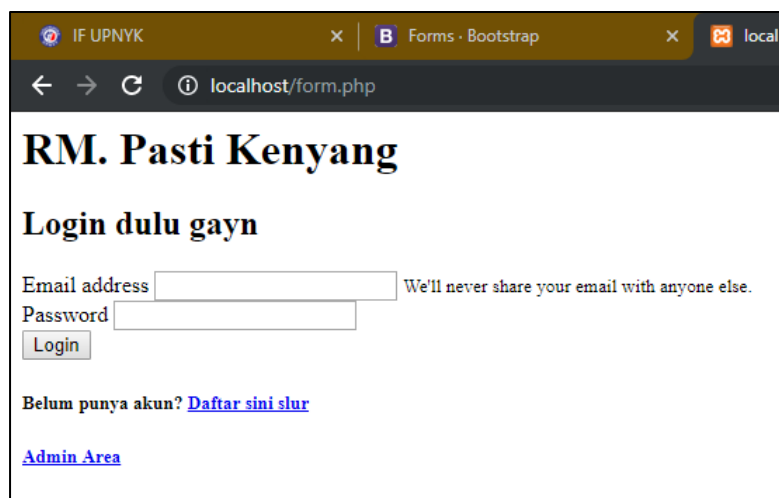 IF UPNYK × B Forms · Bootstrap × local
localhost/form.php
RM. Pasti Kenyang
Login dulu gayn
Email address We'll never share your email with anyone else.
Password
Login
Belum punya akun? Daftar sini slur
Admin Area